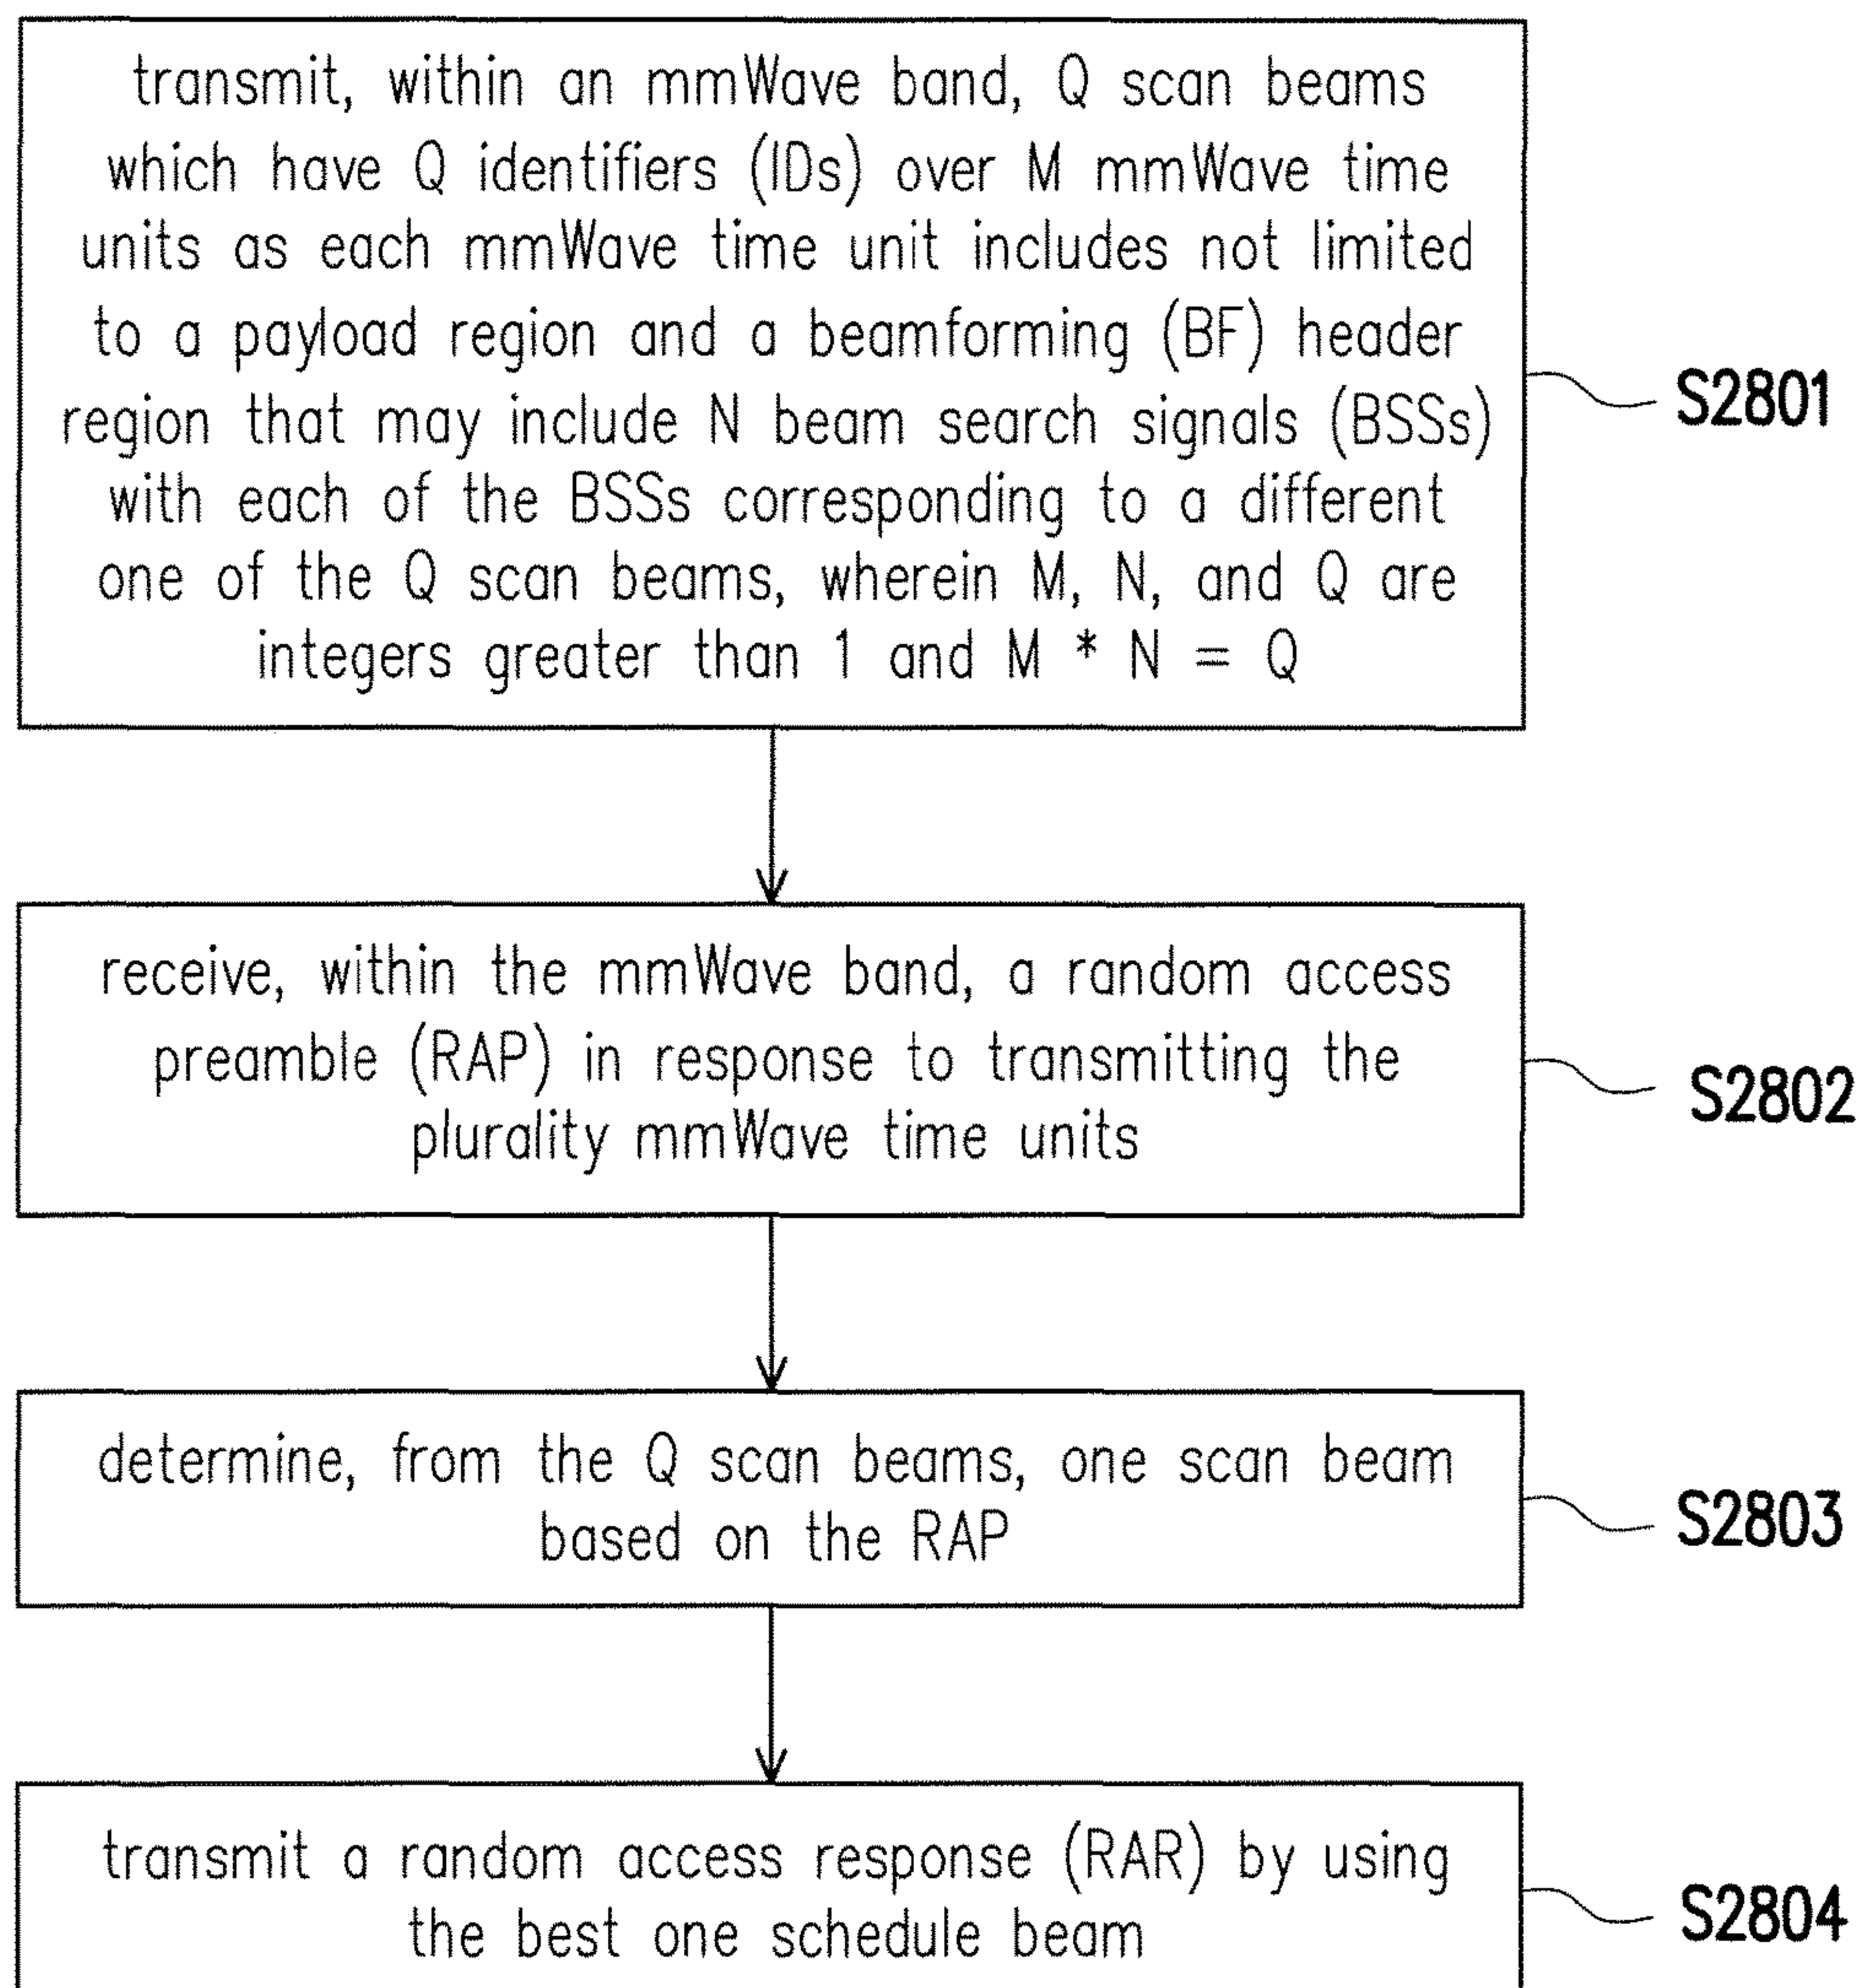 transmit, within an mmWave band, Q scan beams
which have Q identifiers (IDs) over M mmWave time
units as each mmWave time unit includes not limited
to a payload region and a beamforming (BF) header
region that may include N beam search signals (BSSs)
with each of the BSSs corresponding to a different
one of the Q scan beams, wherein M, N, and Q are
integers greater than 1 and M * N = Q
S2801
receive, within the mmWave band, a random access
preamble (RAP) in response to transmitting the
plurality mmWave time units
S2802
determine, from the Q scan beams, one scan beam
based on the RAP
S2803
transmit a random access response (RAR) by using
the best one schedule beam
S2804